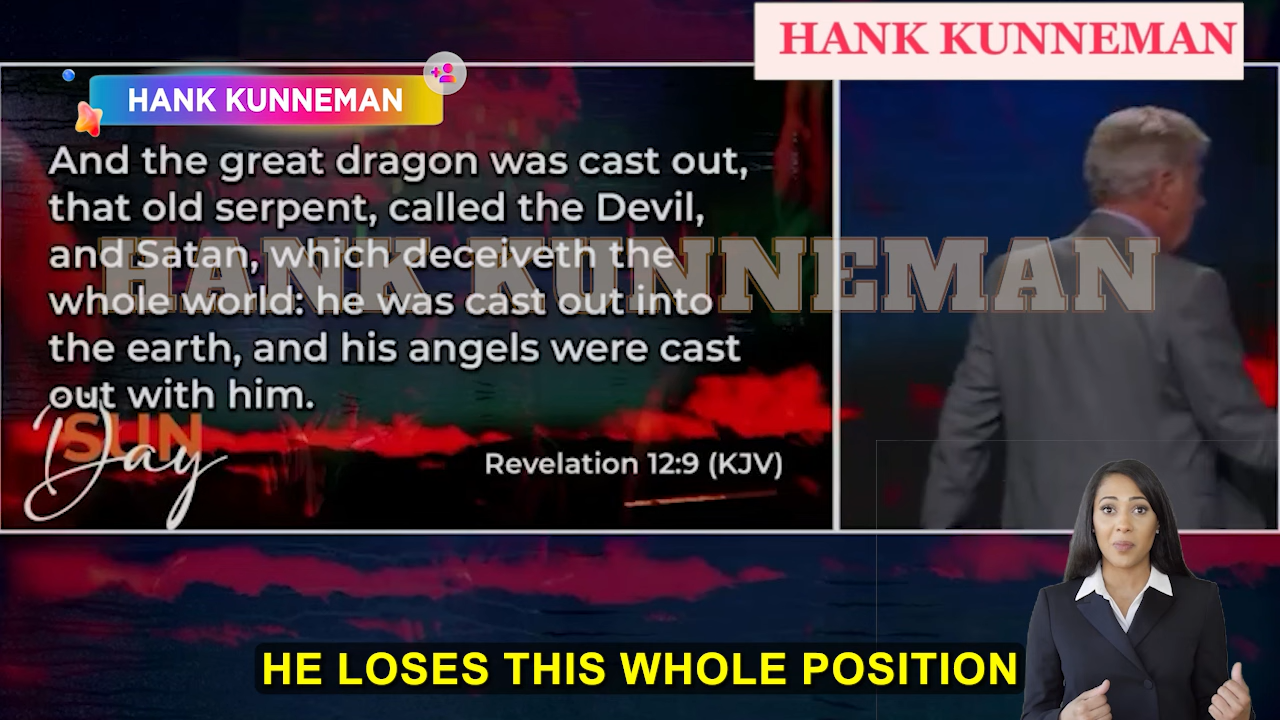 HANK KUNNEMAN
HANK KUNNEMAN
And the great dragon was cast out,
that old serpent, called the Devil,
and Satan, which deceiveth the
whole world: he was cast out into
the earth, and his angels were cast
out with him.
HANK KUNNEMAN
SUN
Day
Revelation 12:9 (KJV)
HE LOSES THIS WHOLE POSITION